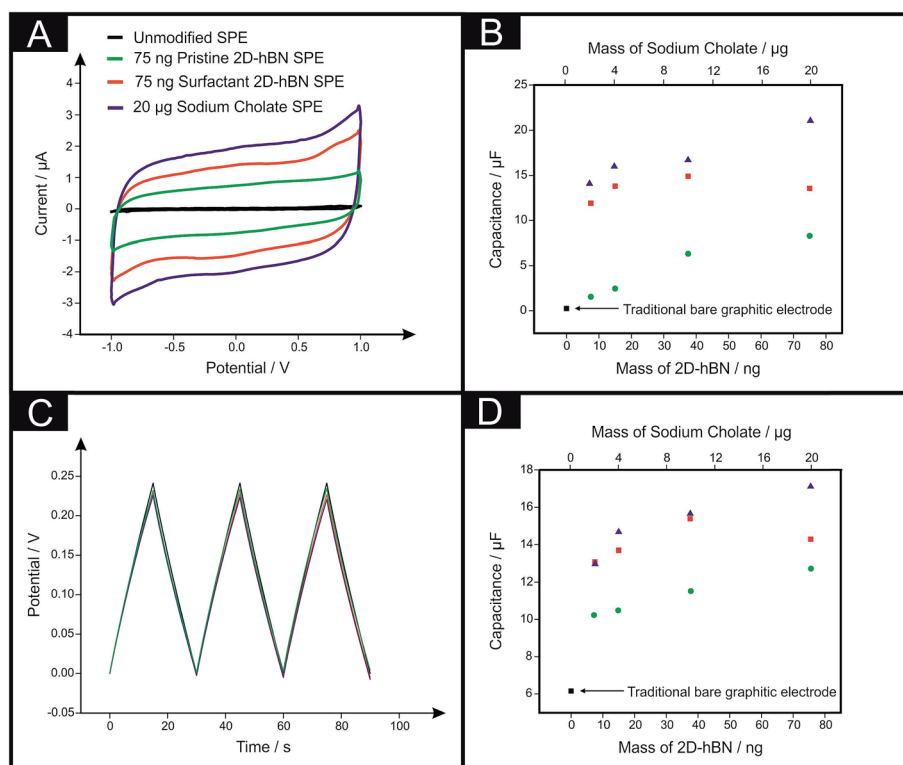 A
Unmodified SPE
75 ng Pristine 2D-hBN SPE
75 ng Surfactant 2D-hBN SPE
20 µg Sodium Cholate SPE
4
3
2
1
0
-1
-2
-3
-4
Current / µA
-1.0 -0.5 0.0 0.5 1.0
Potential / V
B
Mass of Sodium Cholate / µg
0 4 8 12 16 20
25
20
15
10
5
0
Capacitance / µF
Traditional bare graphitic electrode
0 10 20 30 40 50 60 70 80
Mass of 2D-hBN / ng
C
0.25
0.20
0.15
0.10
0.05
0.00
-0.05
Potential / V
0 20 40 60 80 100
Time / s
D
Mass of Sodium Cholate / µg
0 4 8 12 16 20
18
16
14
12
10
8
6
Capacitance / µF
Traditional bare graphitic electrode
0 10 20 30 40 50 60 70 80
Mass of 2D-hBN / ng